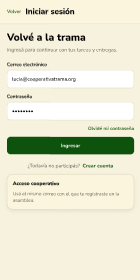 Volver Iniciar sesión
Volvé a la trama
Ingresá para continuar con tus tareas y entregas.
Correo electrónico
lucia@cooperativatrama.org
Contraseña
••••••••
Olvidé mi contraseña
Ingresar
¿Todavía no participás? Crear cuenta
Acceso cooperativo
Usá el mismo correo con el que te registraste en la
asamblea.